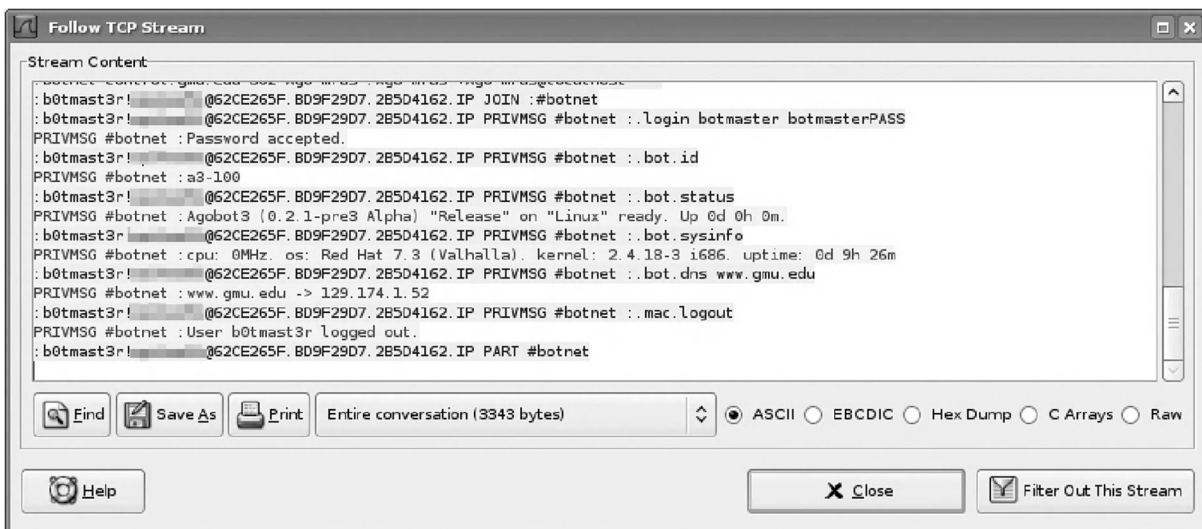 Follow TCP Stream
Stream Content
:b0tmast3r! @62CE265F.BD9F29D7.2B5D4162.IP JOIN :#botnet
:b0tmast3r! @62CE265F.BD9F29D7.2B5D4162.IP PRIVMSG #botnet :.login botmaster botmasterPASS
PRIVMSG #botnet :Password accepted.
:b0tmast3r! @62CE265F.BD9F29D7.2B5D4162.IP PRIVMSG #botnet :.bot.id
PRIVMSG #botnet :a3-100
:b0tmast3r! @62CE265F.BD9F29D7.2B5D4162.IP PRIVMSG #botnet :.bot.status
PRIVMSG #botnet :Agobot3 (0.2.1-pre3 Alpha) "Release" on "Linux" ready. Up 0d 0h 0m.
:b0tmast3r @62CE265F.BD9F29D7.2B5D4162.IP PRIVMSG #botnet :.bot.sysinfo
PRIVMSG #botnet :cpu: 0MHz. os: Red Hat 7.3 (Valhalla). kernel: 2.4.18-3 i686. uptime: 0d 9h 26m
:b0tmast3r! @62CE265F.BD9F29D7.2B5D4162.IP PRIVMSG #botnet :.bot.dns www.gmu.edu
PRIVMSG #botnet :www.gmu.edu -> 129.174.1.52
:b0tmast3r! @62CE265F.BD9F29D7.2B5D4162.IP PRIVMSG #botnet :.mac.logout
PRIVMSG #botnet :User b0tmast3r logged out.
:b0tmast3r! @62CE265F.BD9F29D7.2B5D4162.IP PART #botnet
Find Save As Print Entire conversation (3343 bytes) ASCII EBCDIC Hex Dump C Arrays Raw
Help Close Filter Out This Stream